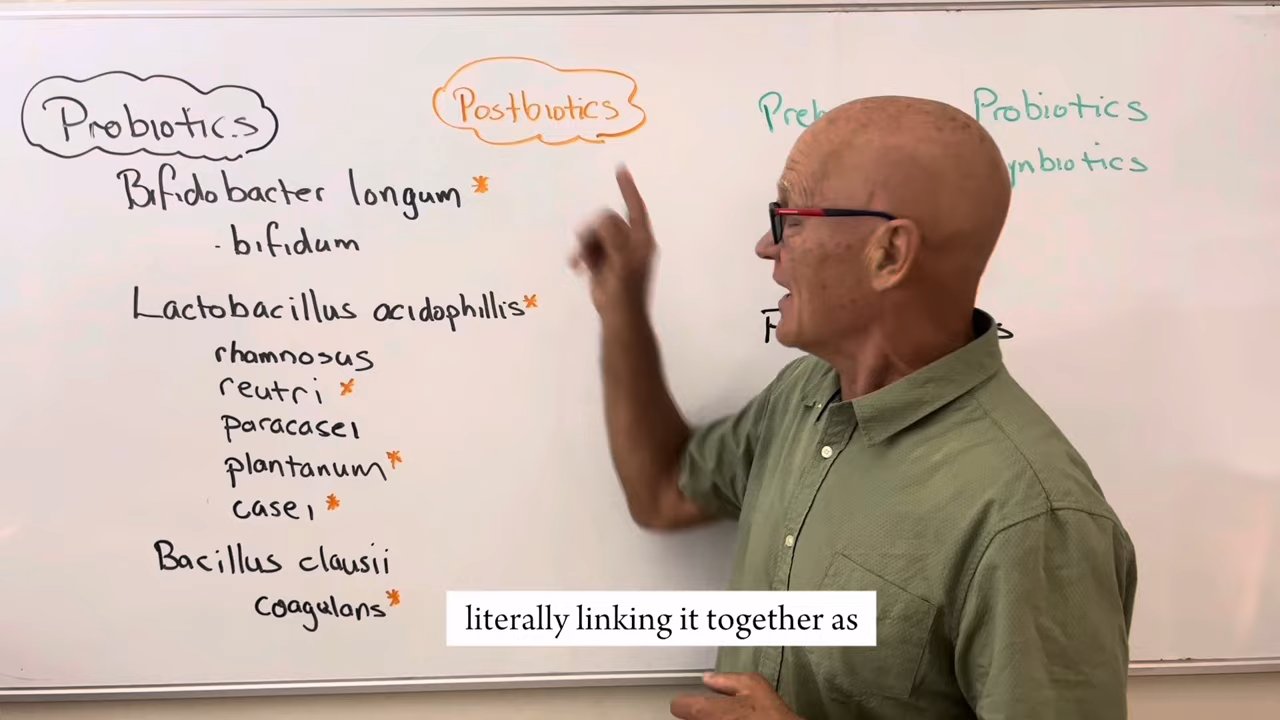 Probiotics
Bifidobacter longum *
- bifidum
Lactobacillus acidophillis *
rhamnosus
reutri *
paracasei
plantanum *
casei *
Bacillus clausii
coagulans *
Postbiotics
Probiotics
literally linking it together as